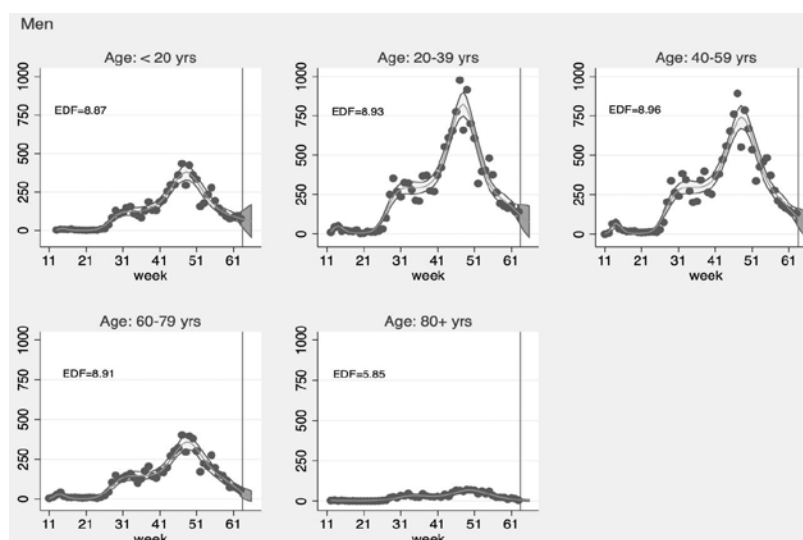 Men
Age: < 20 yrs
1000
750
500
250
0
EDF=8.87
11 21 31 41 51 61
week
Age: 20-39 yrs
1000
750
500
250
0
EDF=8.93
11 21 31 41 51 61
week
Age: 40-59 yrs
1000
750
500
250
0
EDF=8.96
11 21 31 41 51 61
week
Age: 60-79 yrs
1000
750
500
250
0
EDF=8.91
11 21 31 41 51 61
week
Age: 80+ yrs
1000
750
500
250
0
EDF=5.85
11 21 31 41 51 61
week